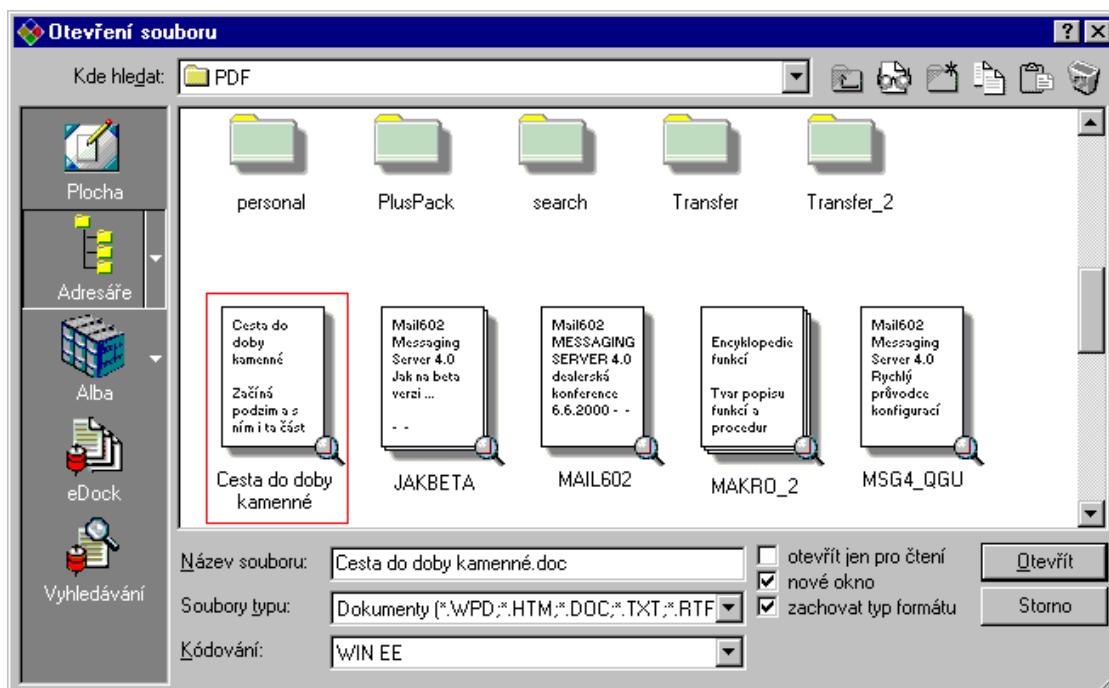 Otevření souboru
Kde hledat:
PDF
Plocha
Adresáře
Alba
eDock
Vyhledávání
personal
PlusPack
search
Transfer
Transfer_2
Cesta do
doby
kamenné
Začíná
podzim a s
ním i ta část
Cesta do doby
kamenné
Mail602
Messaging
Server 4.0
Jak na beta
verzi ...
- -
JAKBETA
Mail602
MESSAGING
SERVER 4.0
dealerská
konference
6.6.2000 - -
MAIL602
Encyklopedie
funkcí
Tvar popisu
funkcí a
procedur
MAKRO_2
Mail602
Messaging
Server 4.0
Rychlý
průvodce
konfigurací
MSG4_QGU
Název souboru:
Cesta do doby kamenné.doc
Soubory typu:
Dokumenty (*.WPD;*.HTM;*.DOC;*.TXT;*.RTF
Kódování:
WIN EE
otevřít jen pro čtení
nové okno
zachovat typ formátu
Otevřít
Storno